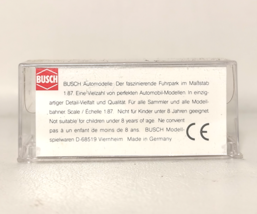 BUSCH
BUSCH Automodelle. Der faszinierende Fuhrpark im Maßstab
1:87. Eine Vielzahl von perfekten Automobil-Modellen. In einzig-
artiger Detail-Vielfalt und Qualität. Für alle Sammler und alle Model-
bahner. Scale / Echelle 1:87. Nicht für Kinder unter 8 Jahren geeignet.
Not suitable for children under 8 years of age. Ne convient
pas à un enfant de moins de 8 ans. BUSCH Modell-
spielwaren D-68519 Viernheim Made in Germany
CE